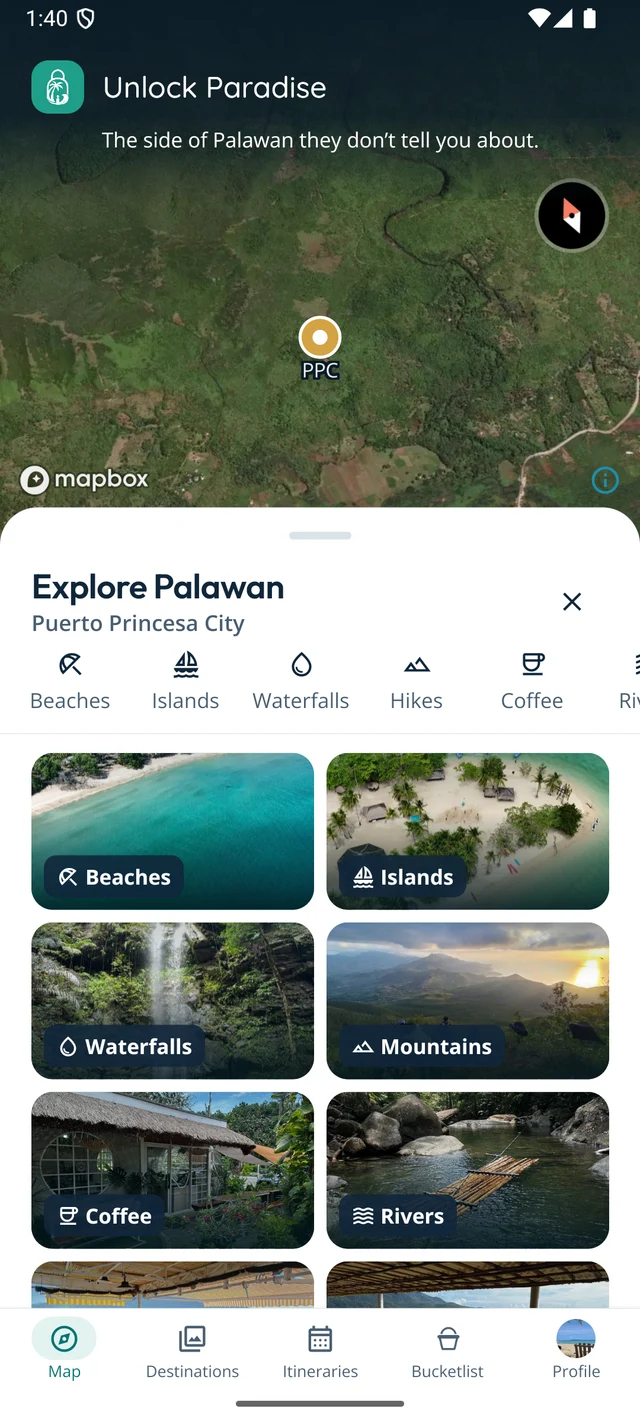 1:40
Unlock Paradise
The side of Palawan they don’t tell you about.
PPC
mapbox
Explore Palawan
Puerto Princesa City
Beaches Islands Waterfalls Hikes Coffee
Beaches Islands
Waterfalls Mountains
Coffee Rivers
Map Destinations Itineraries Bucketlist Profile